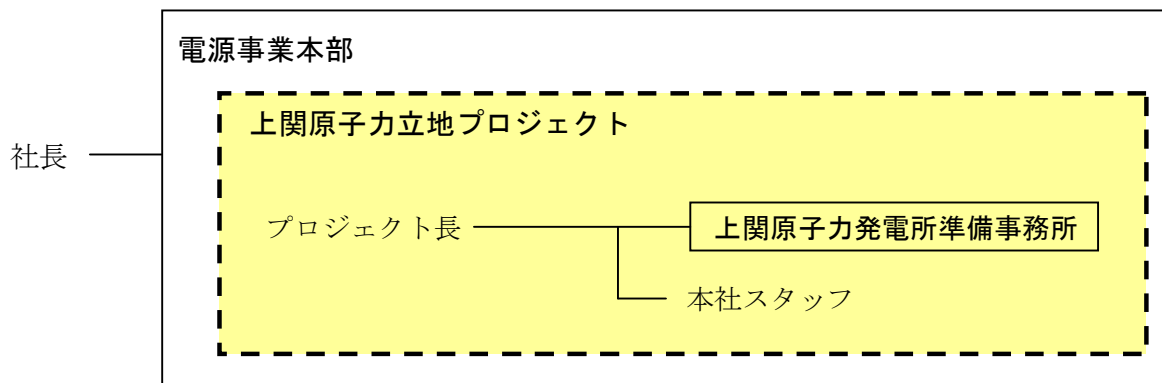 電源事業本部
上関原子力立地プロジェクト
社長
プロジェクト長
上関原子力発電所準備事務所
本社スタッフ